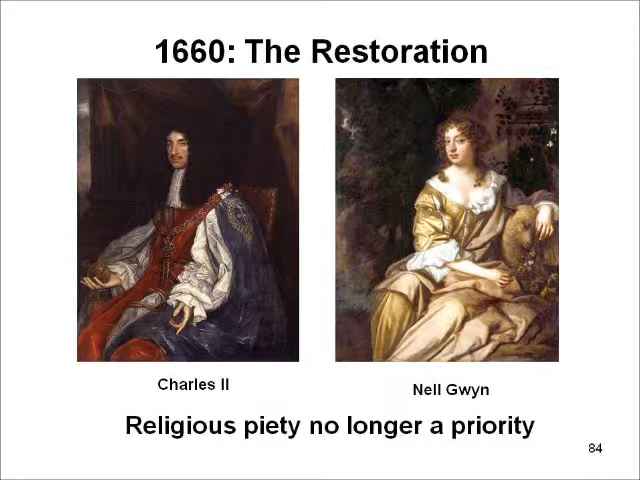 1660: The Restoration
Charles II
Nell Gwyn
Religious piety no longer a priority
84